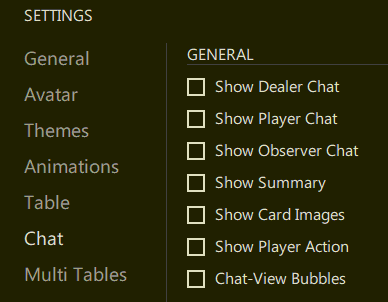 SETTINGS
General
Avatar
Themes
Animations
Table
Chat
Multi Tables
GENERAL
Show Dealer Chat
Show Player Chat
Show Observer Chat
Show Summary
Show Card Images
Show Player Action
Chat-View Bubbles